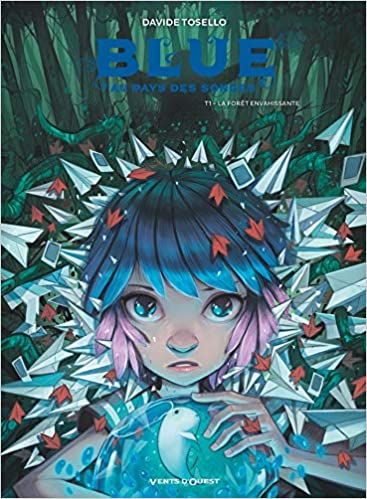 DAVIDE TOSELLO
BLUE
AU PAYS DES SONGES
T1 - LA FORÊT ENVAHISSANTE
VENTS D'OUEST